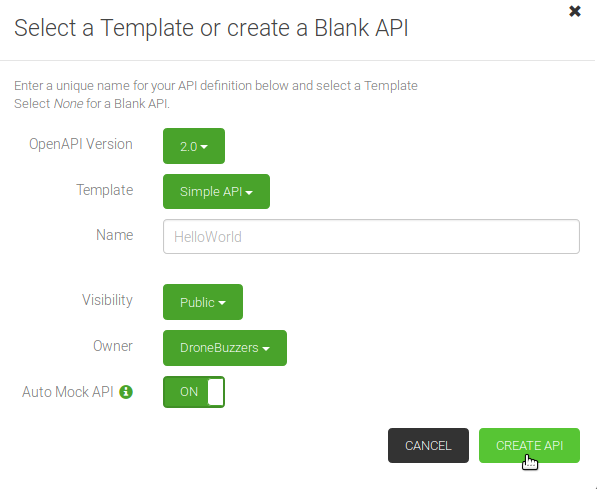 Select a Template or create a Blank API
Enter a unique name for your API definition below and select a Template
Select None for a Blank API.
OpenAPI Version 2.0
Template Simple API
Name HelloWorld
Visibility Public
Owner DroneBuzzers
Auto Mock API ON
CANCEL CREATE API